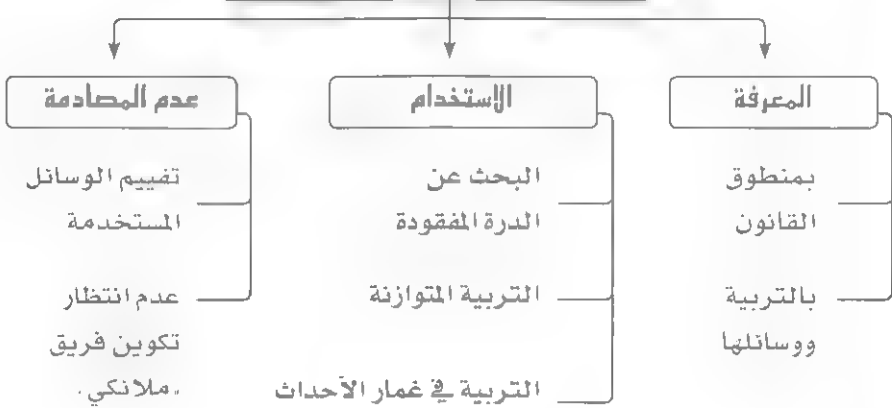 المعرفة
بمنطوق
القانون
بالتربية
ووسائلها
الاستخدام
البحث عن
الدرة المفقودة
التربية المتوازنة
التربية في غمار الأحداث
عدم المصادمة
تقييم الوسائل
المستخدمة
عدم انتظار
تكوين فريق
«ملائكي».